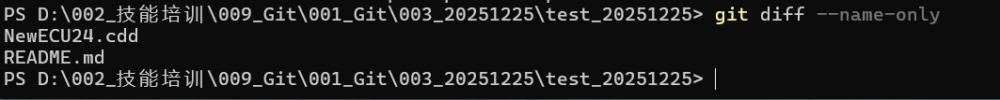 PS D:\002_技能培训\009_Git\001_Git\003_20251225\test_20251225> git diff --name-only
NewECU24.cdd
README.md
PS D:\002_技能培训\009_Git\001_Git\003_20251225\test_20251225>